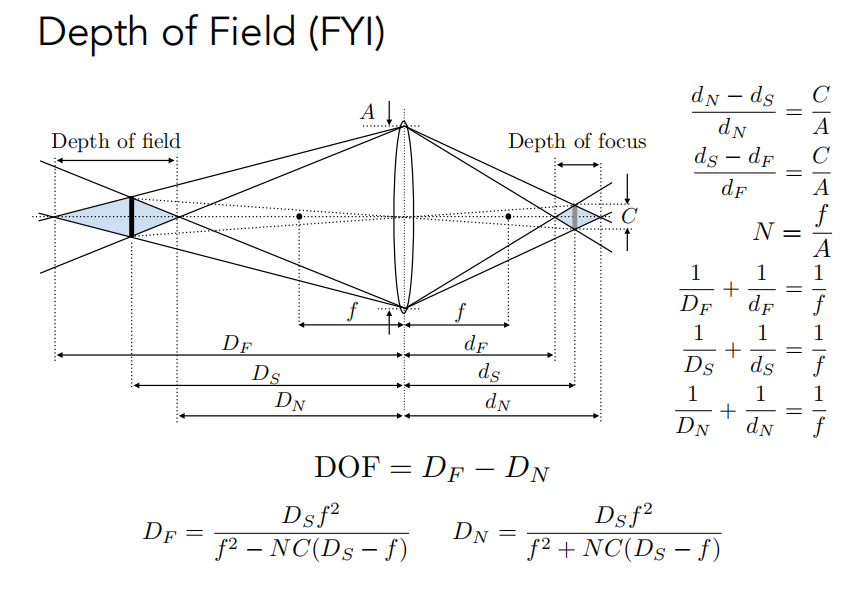 Depth of Field (FYI)
A
Depth of field
Depth of focus
C
f
f
D_F
d_F
D_S
d_S
D_N
d_N
\frac{d_N - d_S}{d_N} = \frac{C}{A}
\frac{d_S - d_F}{d_F} = \frac{C}{A}
N = \frac{f}{A}
\frac{1}{D_F} + \frac{1}{d_F} = \frac{1}{f}
\frac{1}{D_S} + \frac{1}{d_S} = \frac{1}{f}
\frac{1}{D_N} + \frac{1}{d_N} = \frac{1}{f}
DOF = D_F - D_N
D_F = \frac{D_S f^2}{f^2 - NC(D_S - f)}
D_N = \frac{D_S f^2}{f^2 + NC(D_S - f)}